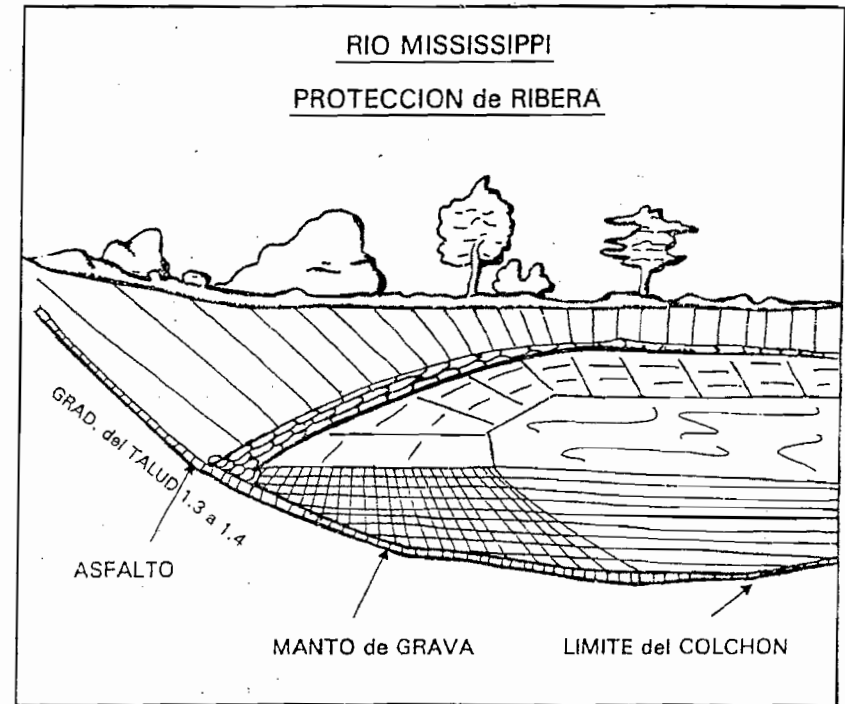 RIO MISSISSIPPI
PROTECCION de RIBERA
GRAD. del TALUD 1.3 a 1.4
ASFALTO
MANTO de GRAVA
LIMITE del COLCHON